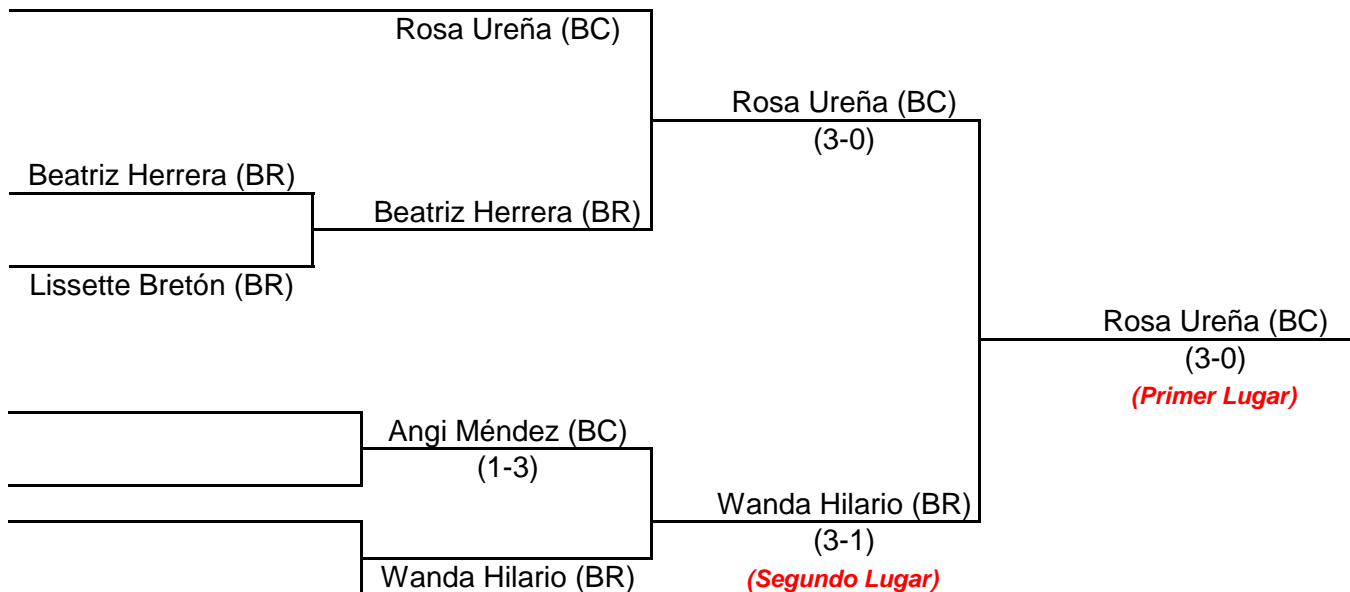 Rosa Ureña (BC)
Rosa Ureña (BC)
(3-0)
Beatriz Herrera (BR)
Beatriz Herrera (BR)
Lissette Bretón (BR)
Rosa Ureña (BC)
(3-0)
(Primer Lugar)
Angi Méndez (BC)
(1-3)
Wanda Hilario (BR)
(3-1)
Wanda Hilario (BR)
(Segundo Lugar)